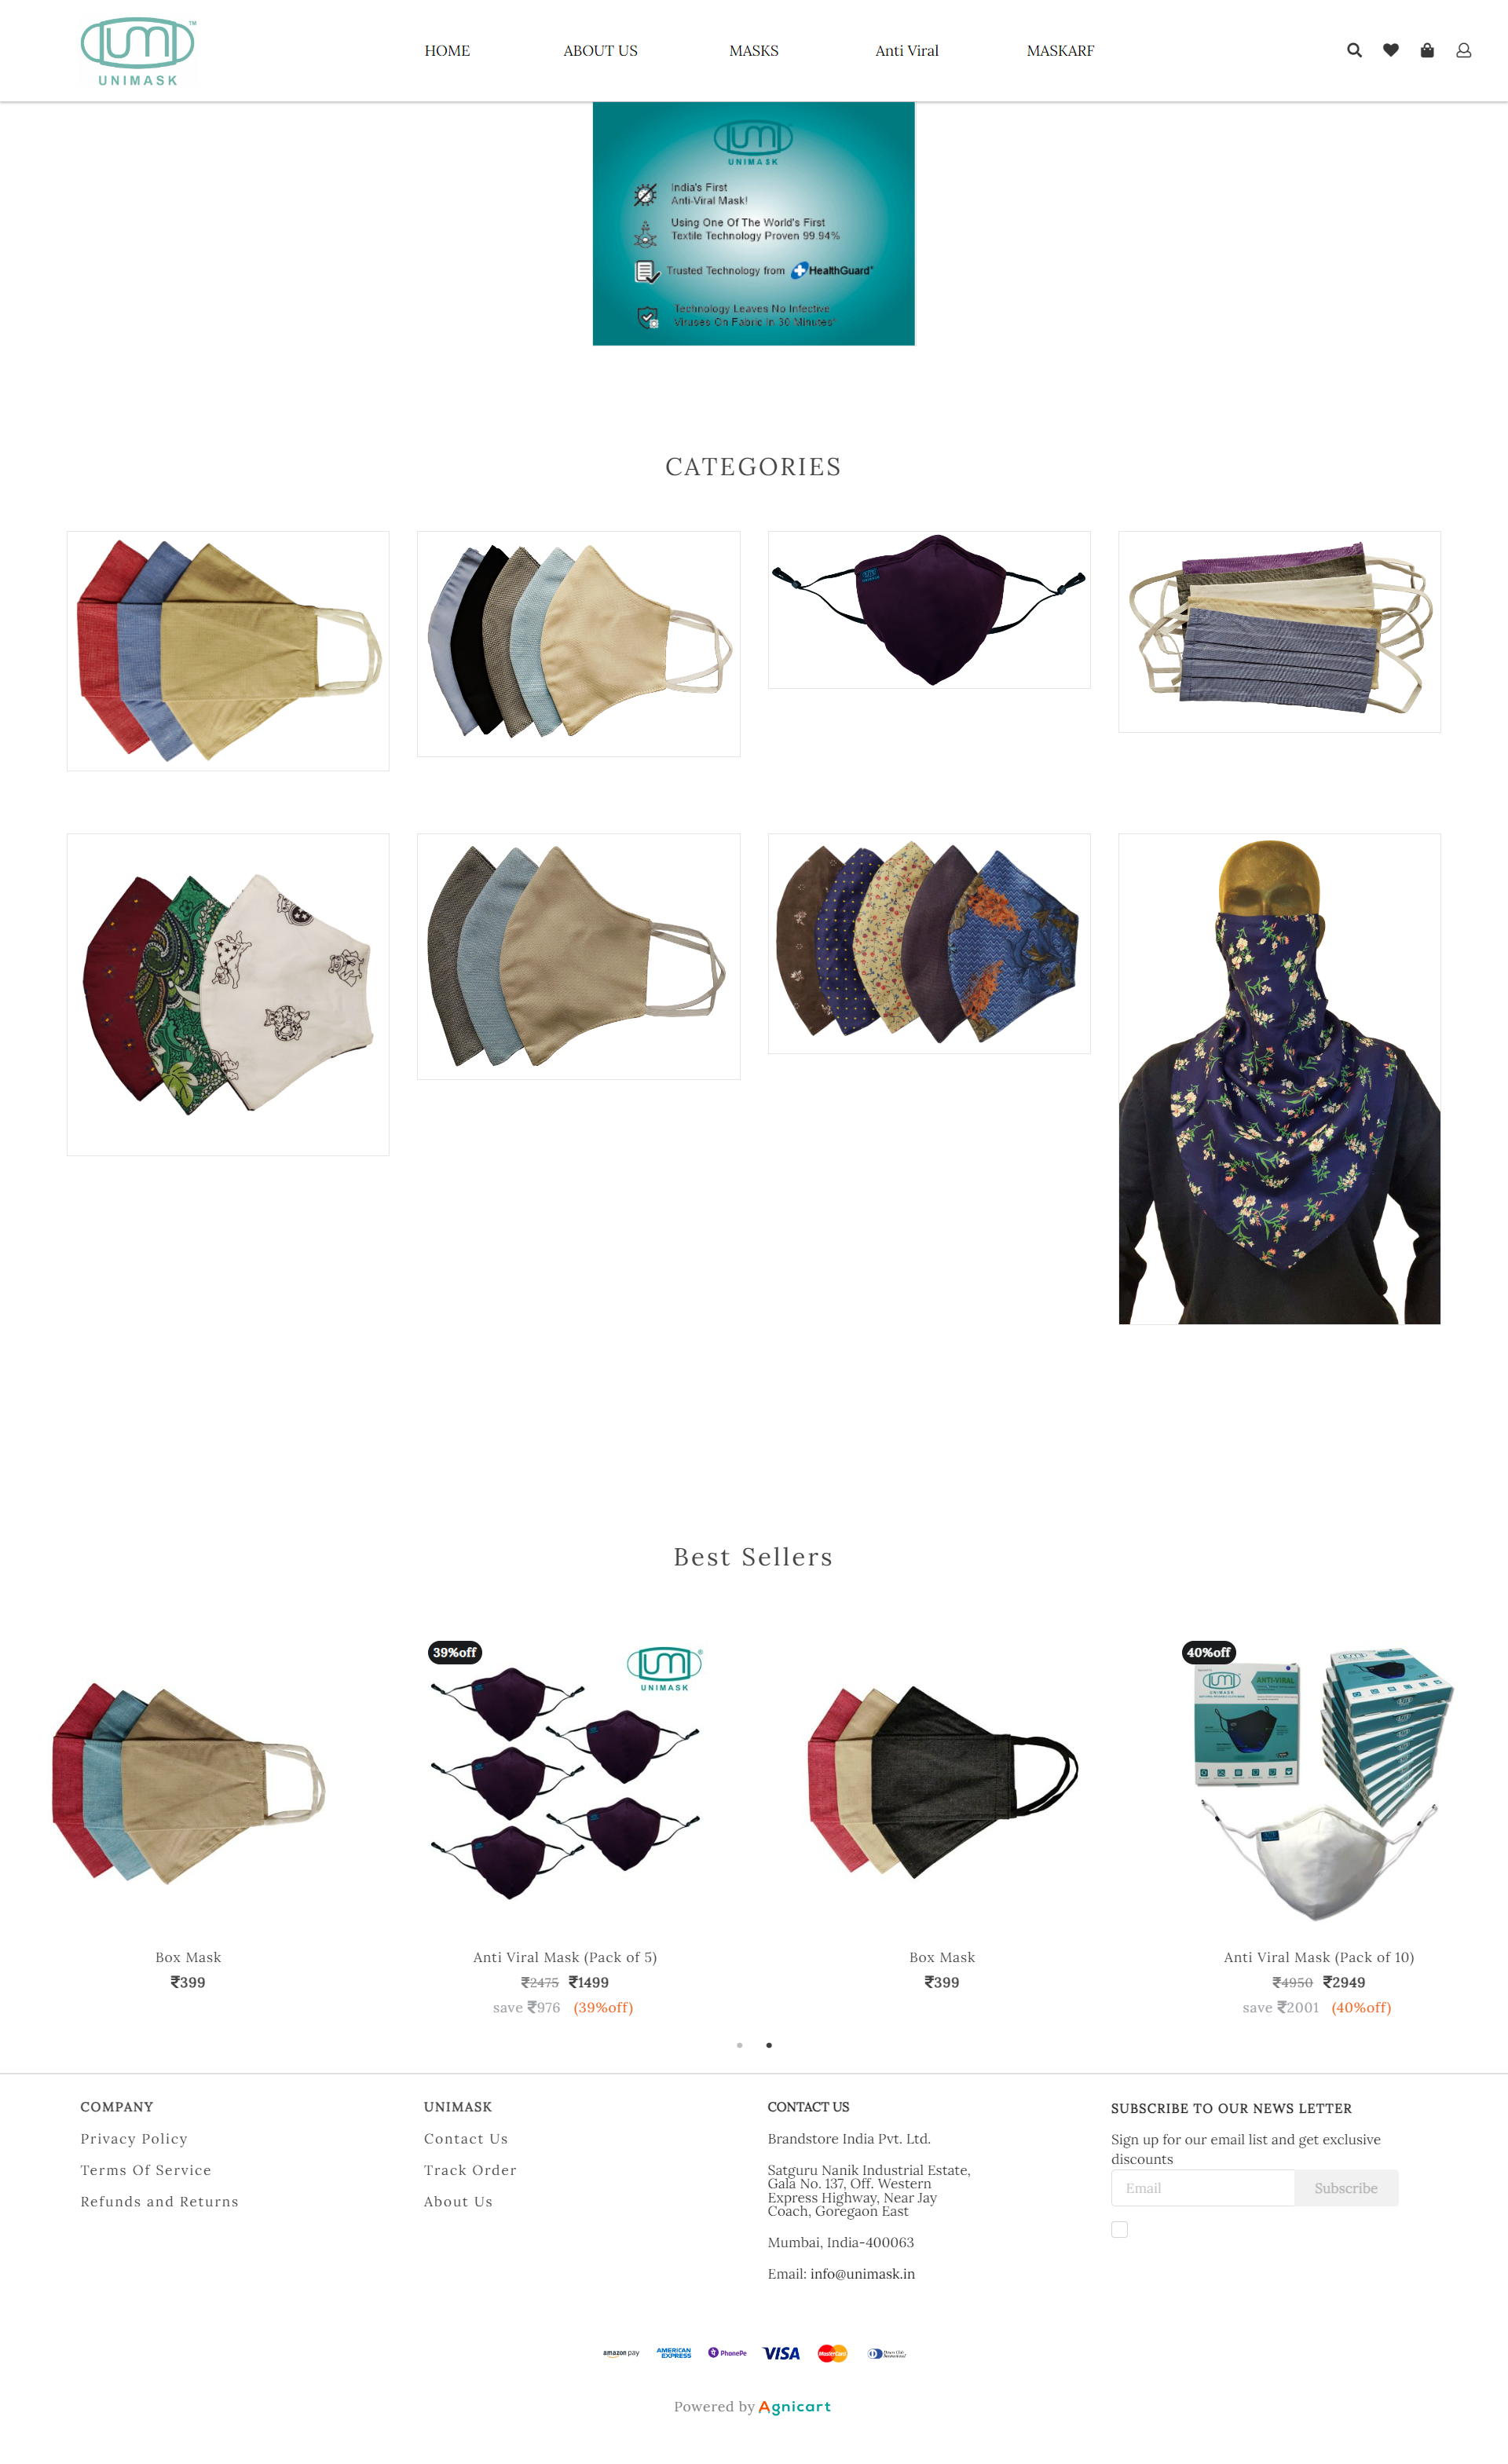 UM TM
UNIMASK
HOME
ABOUT US
MASKS
Anti Viral
MASKARF
UM
UNIMASK
India's First
Anti-Viral Mask!
Using One Of The World's First
Textile Technology Proven 99.94%
Trusted Technology from HealthGuard
Technology Leaves No Infective
Viruses On Fabric In 30 Minutes*
CATEGORIES
Best Sellers
39%off
UM
UNIMASK
40%off
UM
ANTI-VIRAL
Box Mask
₹399
Anti Viral Mask (Pack of 5)
₹2475 ₹1499
save ₹976 (39%off)
Box Mask
₹399
Anti Viral Mask (Pack of 10)
₹4950 ₹2949
save ₹2001 (40%off)
COMPANY
Privacy Policy
Terms Of Service
Refunds and Returns
UNIMASK
Contact Us
Track Order
About Us
CONTACT US
Brandstore India Pvt. Ltd.
Satguru Nanik Industrial Estate,
Gala No. 137, Off. Western
Express Highway, Near Jay
Coach, Goregaon East
Mumbai, India-400063
Email: info@unimask.in
SUBSCRIBE TO OUR NEWS LETTER
Sign up for our email list and get exclusive
discounts
Email
Subscribe
amazon pay
AMERICAN
EXPRESS
PhonePe
VISA
MasterCard
Diners Club
International
Powered by Agnicart